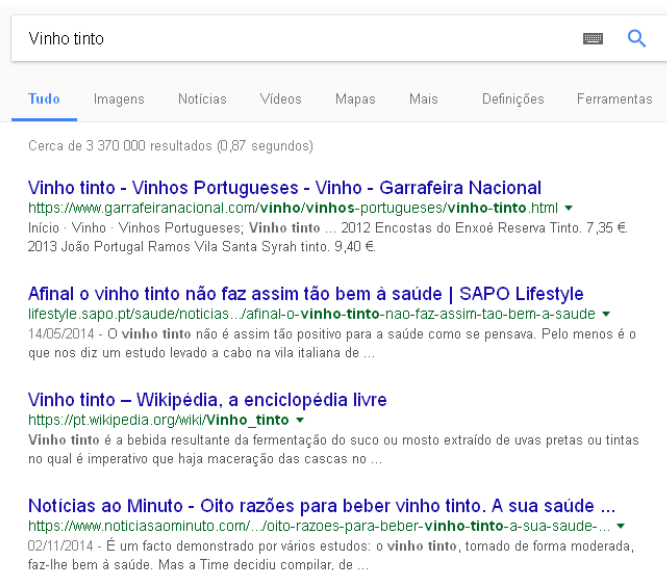 Vinho tinto
Tudo Imagens Notícias Vídeos Mapas Mais Definições Ferramentas
Cerca de 3 370 000 resultados (0,87 segundos)
Vinho tinto - Vinhos Portugueses - Vinho - Garrafeira Nacional
https://www.garrafeiranacional.com/vinho/vinhos-portugueses/vinho-tinto.html
Início · Vinho · Vinhos Portugueses; Vinho tinto ... 2012 Encostas do Enxoé Reserva Tinto. 7,35 €.
2013 João Portugal Ramos Vila Santa Syrah tinto. 9,40 €.
Afinal o vinho tinto não faz assim tão bem à saúde | SAPO Lifestyle
lifestyle.sapo.pt/saude/noticias.../afinal-o-vinho-tinto-nao-faz-assim-tao-bem-a-saude
14/05/2014 - O vinho tinto não é assim tão positivo para a saúde como se pensava. Pelo menos é o
que nos diz um estudo levado a cabo na vila italiana de ...
Vinho tinto – Wikipédia, a enciclopédia livre
https://pt.wikipedia.org/wiki/Vinho_tinto
Vinho tinto é a bebida resultante da fermentação do suco ou mosto extraído de uvas pretas ou tintas
no qual é imperativo que haja maceração das cascas no ...
Notícias ao Minuto - Oito razões para beber vinho tinto. A sua saúde ...
https://www.noticiasaominuto.com/.../oito-razoes-para-beber-vinho-tinto-a-sua-saude-...
02/11/2014 - É um facto demonstrado por vários estudos: o vinho tinto, tomado de forma moderada,
faz-lhe bem à saúde. Mas a Time decidiu compilar, de ...